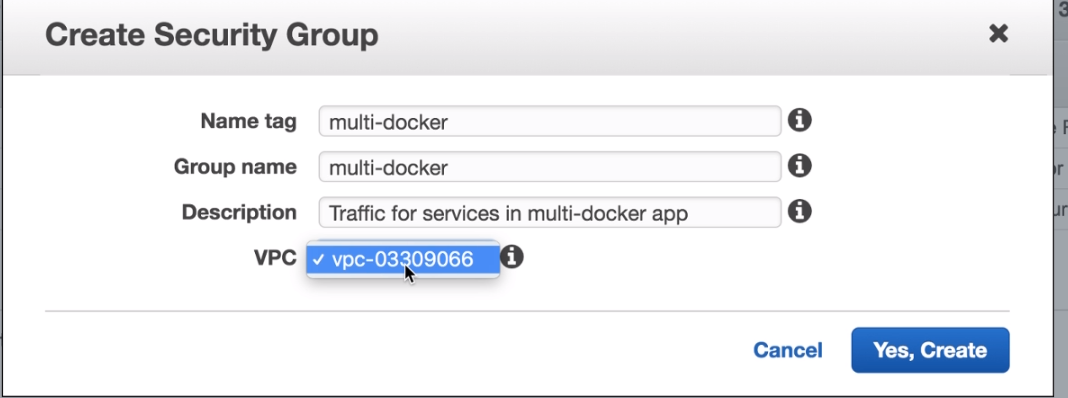 Create Security Group
Name tag multi-docker
Group name multi-docker
Description Traffic for services in multi-docker app
VPC ✓ vpc-03309066
Cancel Yes, Create